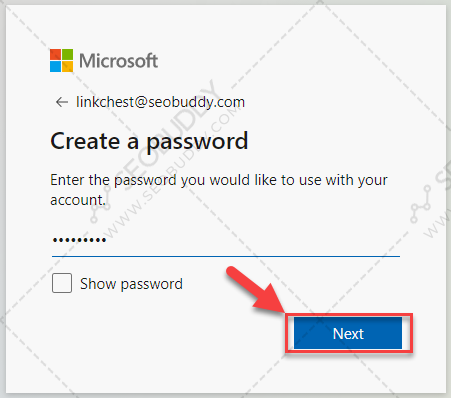 Microsoft
← linkchest@seobuddy.com
Create a password
Enter the password you would like to use with your
account.
•••••••••
Show password
Next
SEOBUDDY
WWW.SEOBUDDY.COM